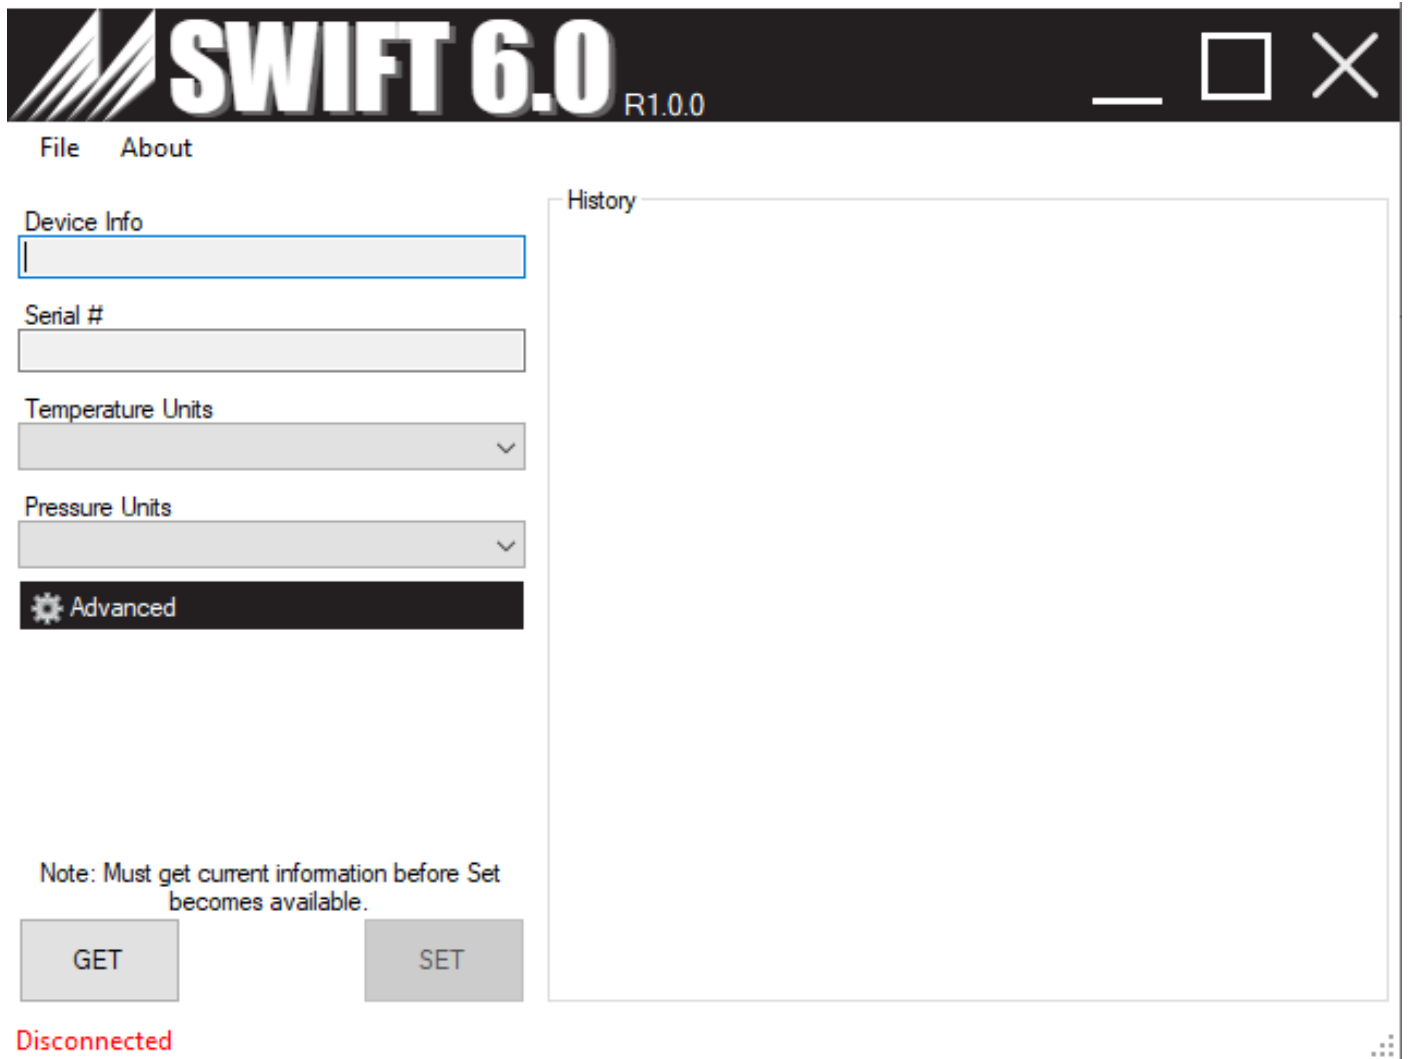 SWIFT 6.0 R1.0.0
File About
Device Info
Serial #
Temperature Units
Pressure Units
Advanced
Note: Must get current information before Set
becomes available.
GET SET
Disconnected
History